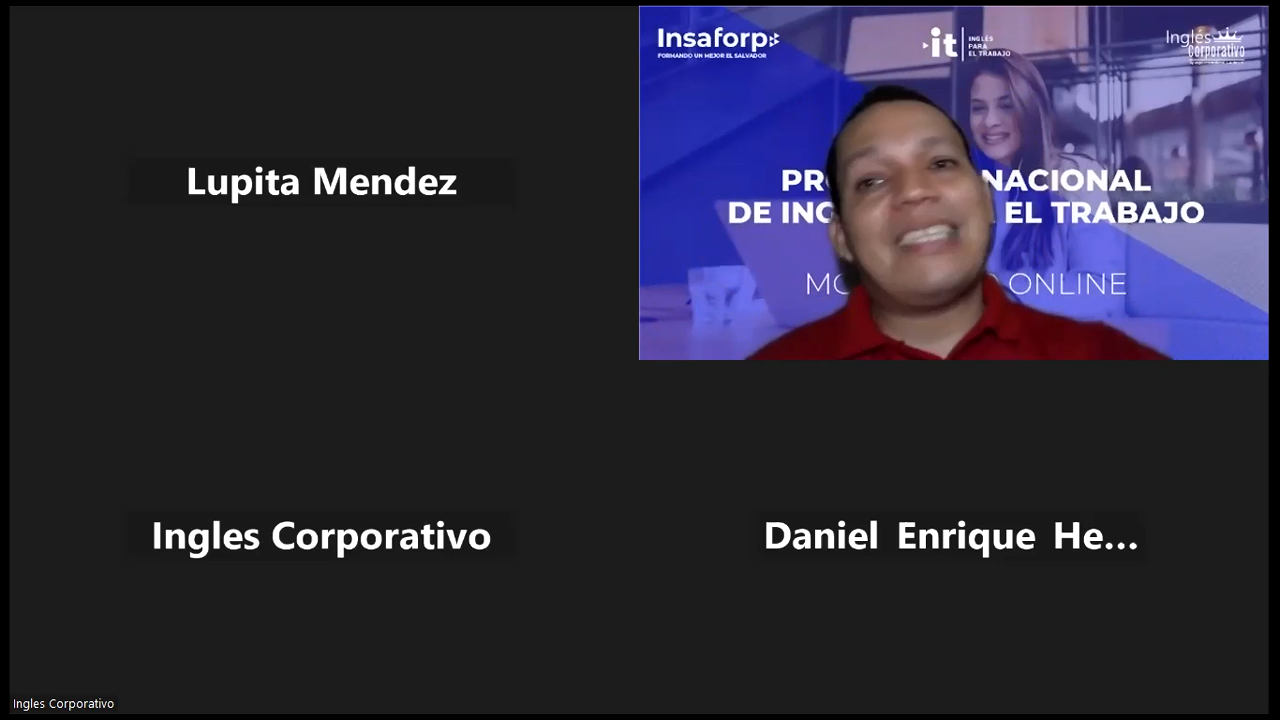 Lupita Mendez
Insaforp
FORMANDO UN MEJOR EL SALVADOR
it
INGLÉS
PARA
EL TRABAJO
Inglés
Corporativo
NACIONAL
EL TRABAJO
ONLINE
Ingles Corporativo
Daniel Enrique He...
Ingles Corporativo